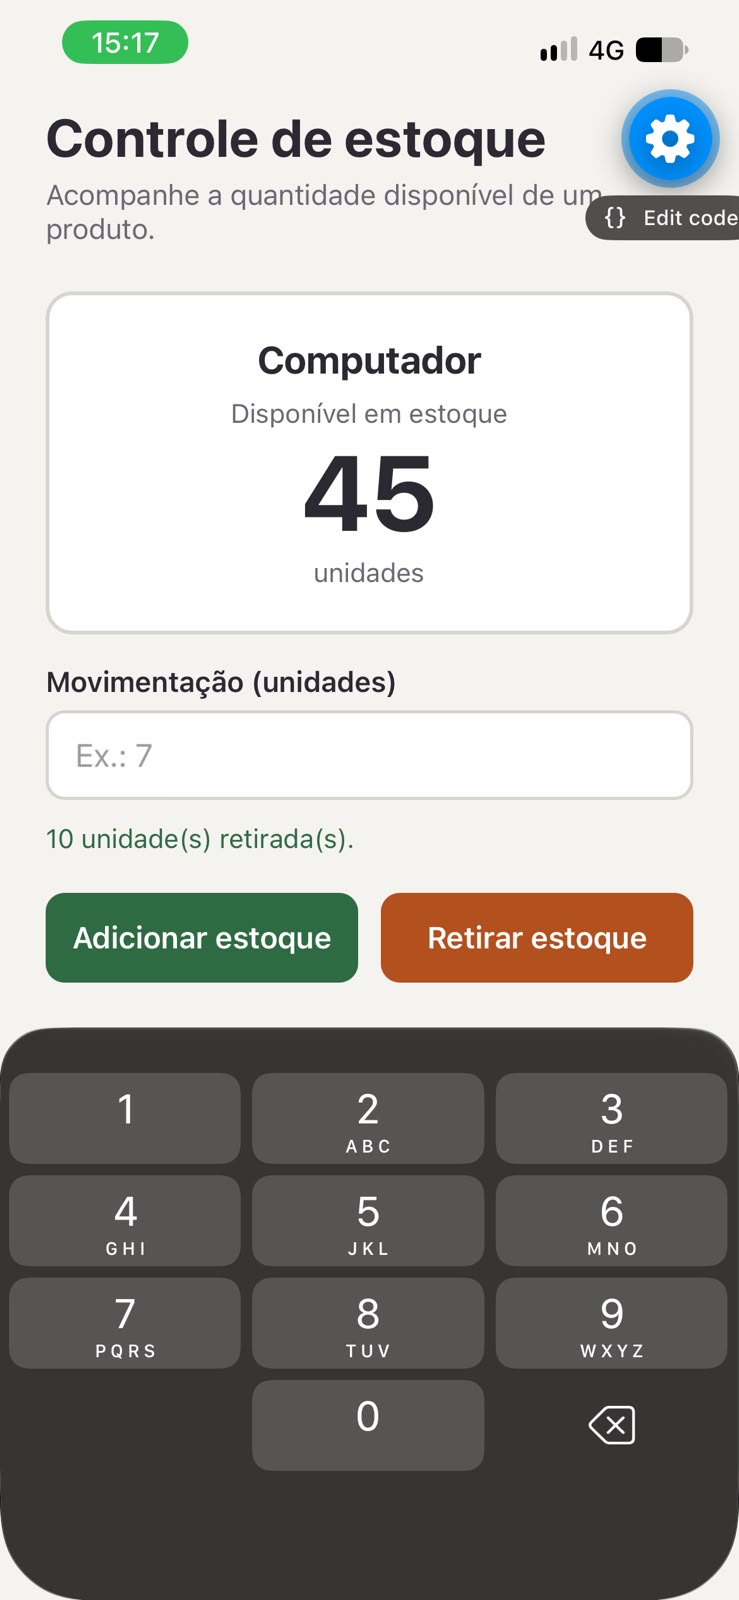 15:17
4G
Controle de estoque
Acompanhe a quantidade disponível de um
produto.
{} Edit code
Computador
Disponível em estoque
45
unidades
Movimentação (unidades)
Ex.: 7
10 unidade(s) retirada(s).
Adicionar estoque
Retirar estoque
1
2
ABC
3
DEF
4
GHI
5
JKL
6
MNO
7
PQRS
8
TUV
9
WXYZ
0